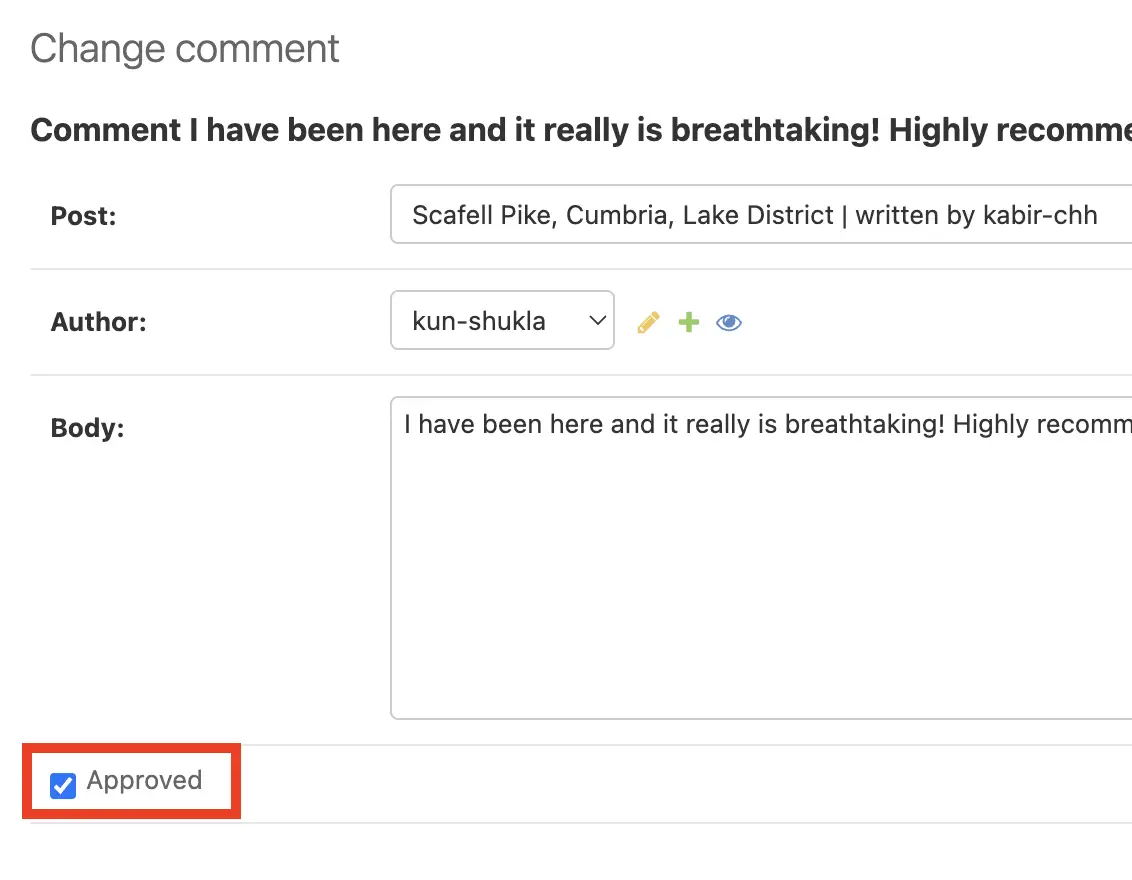 Change comment
Comment I have been here and it really is breathtaking! Highly recomme
Post:
Scafell Pike, Cumbria, Lake District | written by kabir-chh
Author:
kun-shukla
Body:
I have been here and it really is breathtaking! Highly recomm
Approved